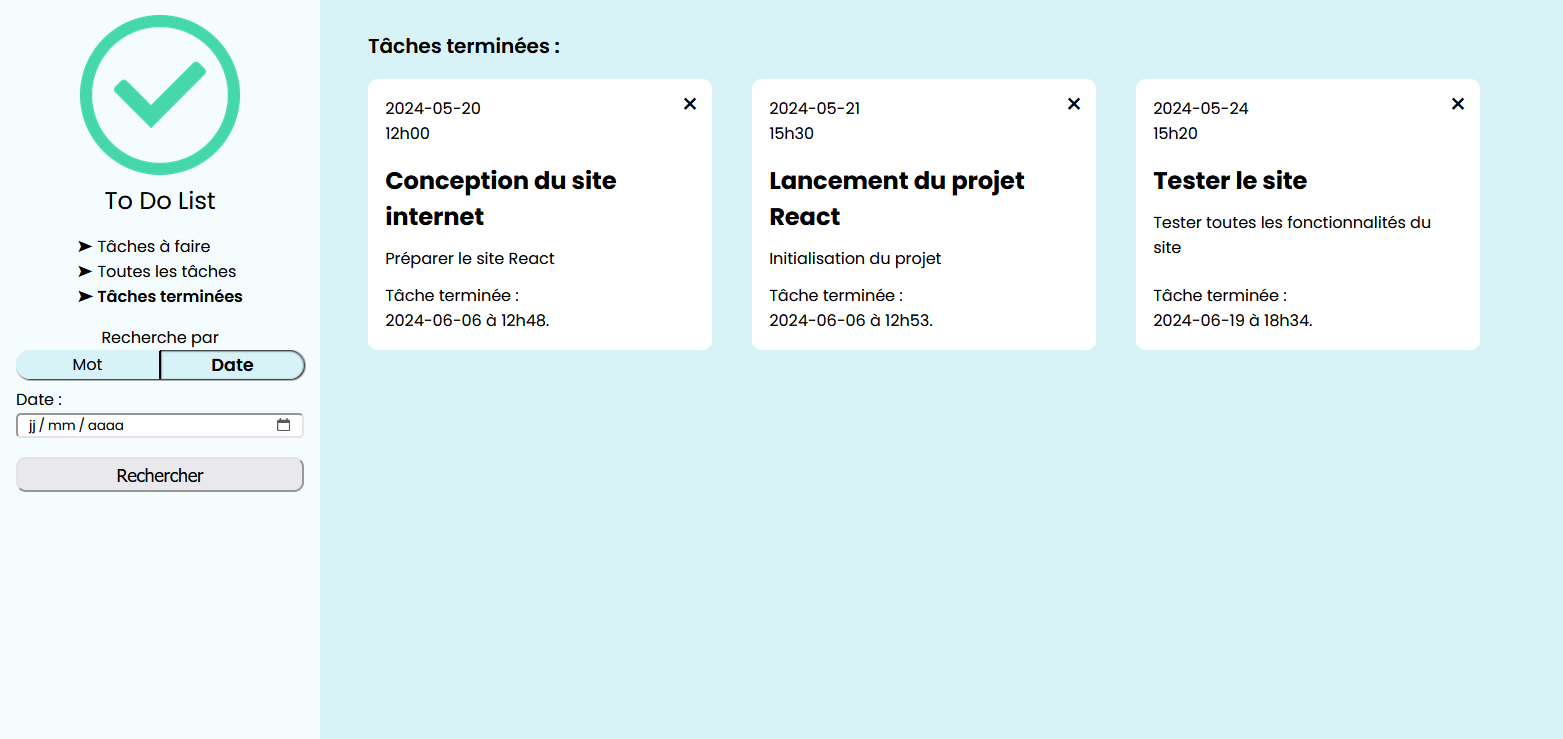 To Do List
➤ Tâches à faire
➤ Toutes les tâches
➤ Tâches terminées
Recherche par
Mot
Date
Date :
jj / mm / aaaa
Rechercher
Tâches terminées :
2024-05-20
12h00
Conception du site
internet
Préparer le site React
Tâche terminée :
2024-06-06 à 12h48.
2024-05-21
15h30
Lancement du projet
React
Initialisation du projet
Tâche terminée :
2024-06-06 à 12h53.
2024-05-24
15h20
Tester le site
Tester toutes les fonctionnalités du
site
Tâche terminée :
2024-06-19 à 18h34.